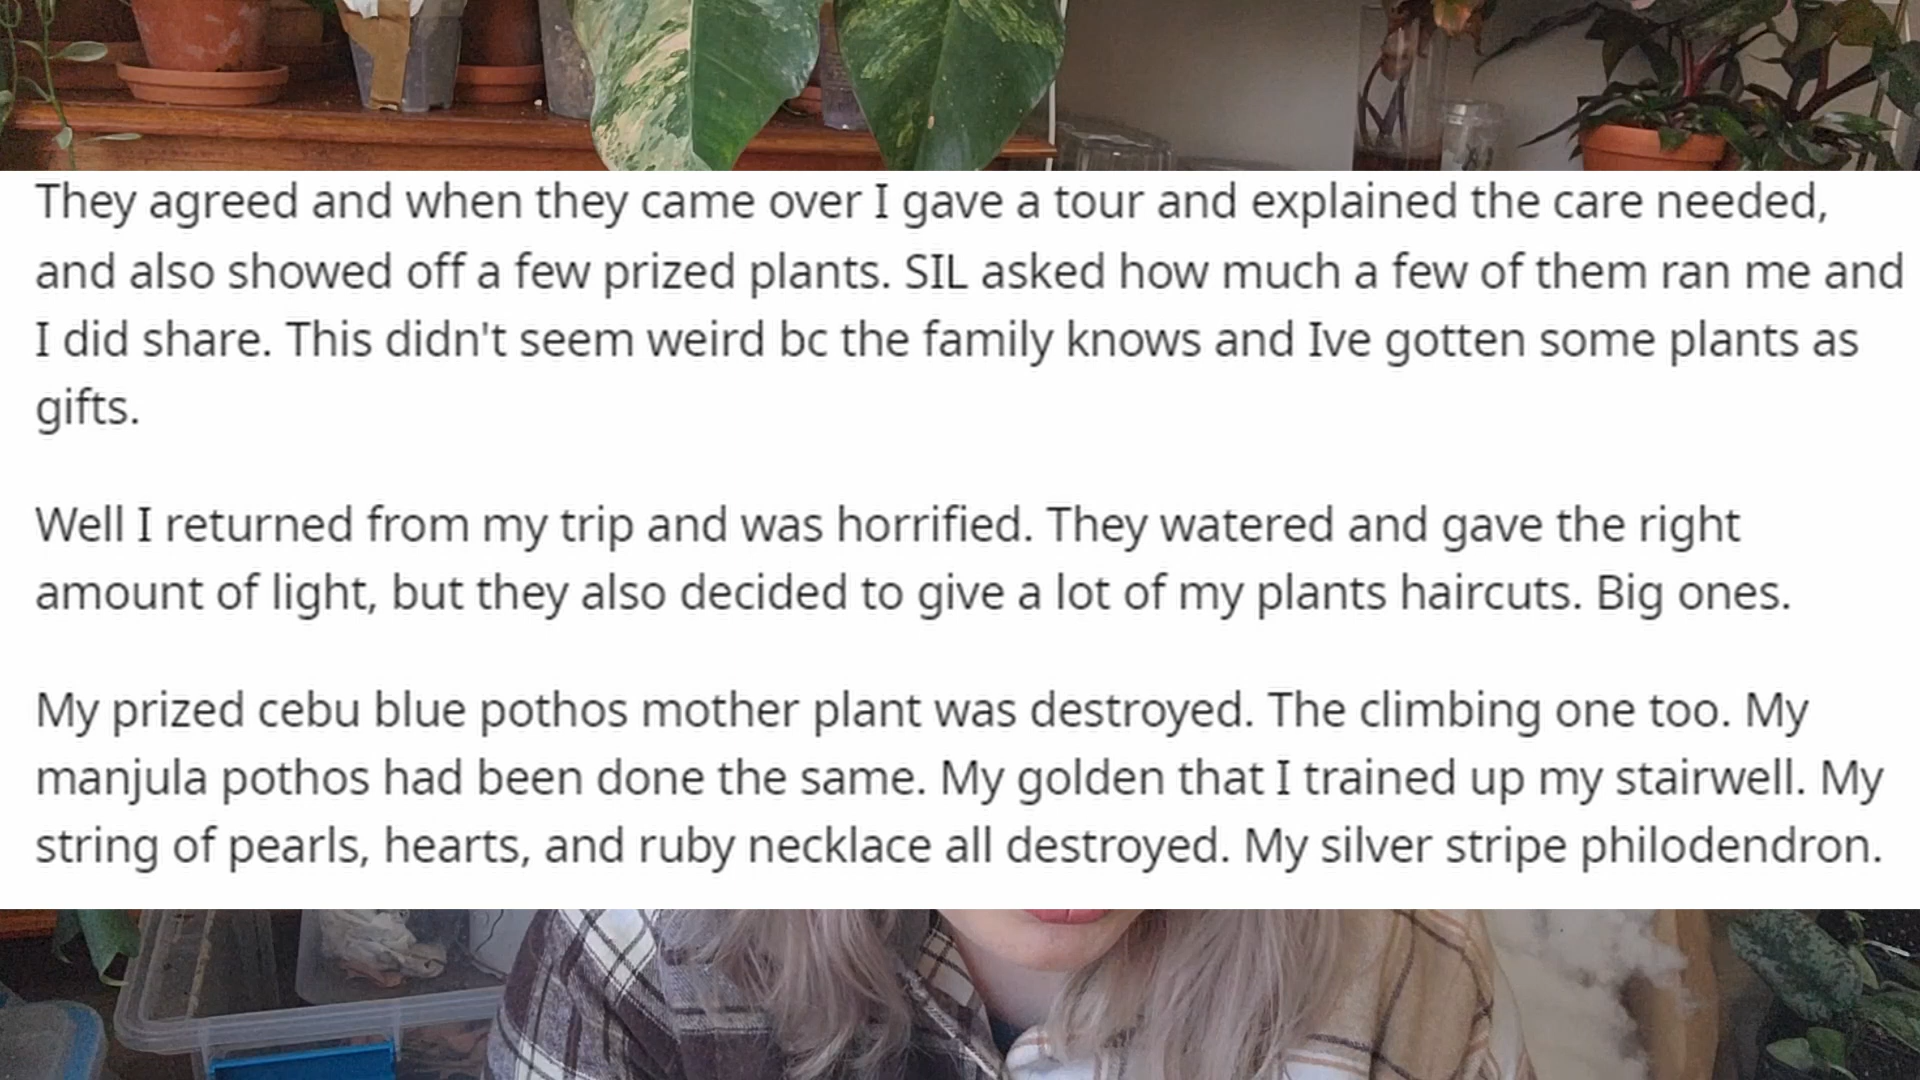 They agreed and when they came over I gave a tour and explained the care needed,
and also showed off a few prized plants. SIL asked how much a few of them ran me and
I did share. This didn't seem weird bc the family knows and Ive gotten some plants as
gifts.
Well I returned from my trip and was horrified. They watered and gave the right
amount of light, but they also decided to give a lot of my plants haircuts. Big ones.
My prized cebu blue pothos mother plant was destroyed. The climbing one too. My
manjula pothos had been done the same. My golden that I trained up my stairwell. My
string of pearls, hearts, and ruby necklace all destroyed. My silver stripe philodendron.